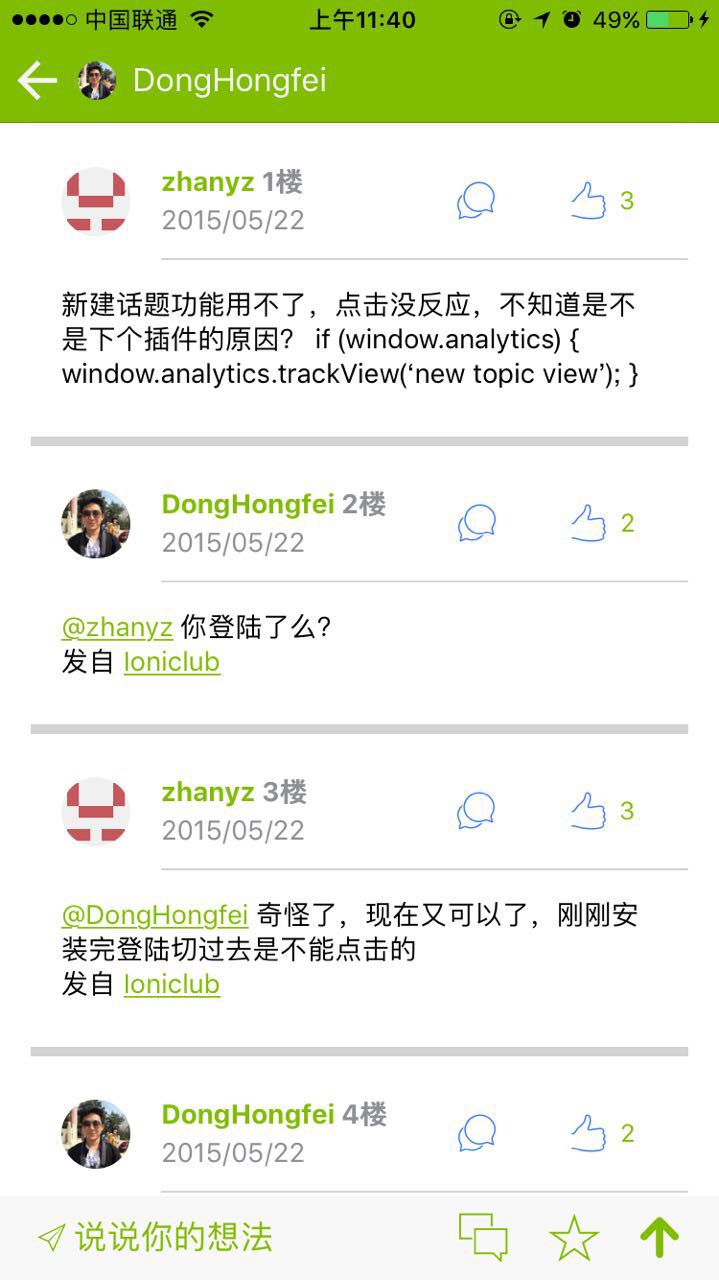 中国联通 上午11:40 49%
DongHongfei
zhanyz 1楼
2015/05/22
3
新建话题功能用不了，点击没反应，不知道是不
是下个插件的原因？ if (window.analytics) {
window.analytics.trackView(‘new topic view’); }
DongHongfei 2楼
2015/05/22
2
@zhanyz 你登陆了么？
发自 Ioniclub
zhanyz 3楼
2015/05/22
3
@DongHongfei 奇怪了，现在又可以了，刚刚安
装完登陆切过去是不能点击的
发自 Ioniclub
DongHongfei 4楼
2015/05/22
2
说说你的想法